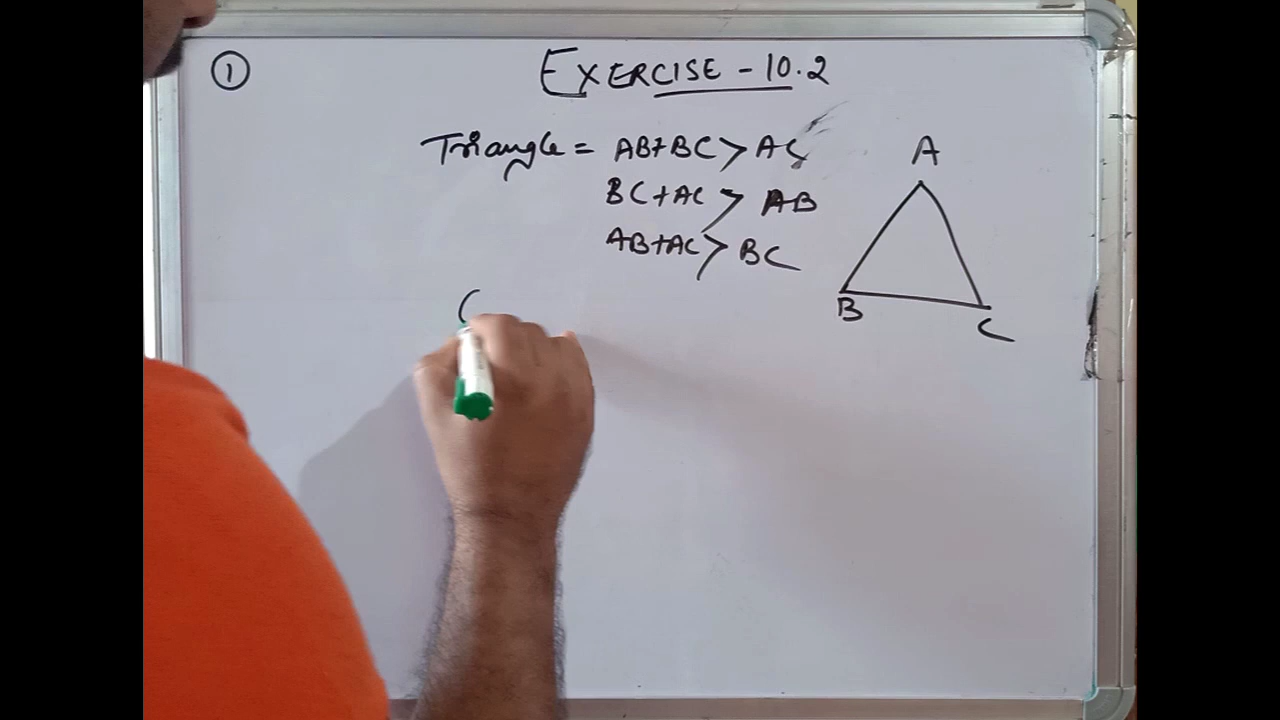 ①
EXERCISE - 10.2
Triangle = AB+BC > AC
BC+AC > AB
AB+AC > BC
A
B
C
(